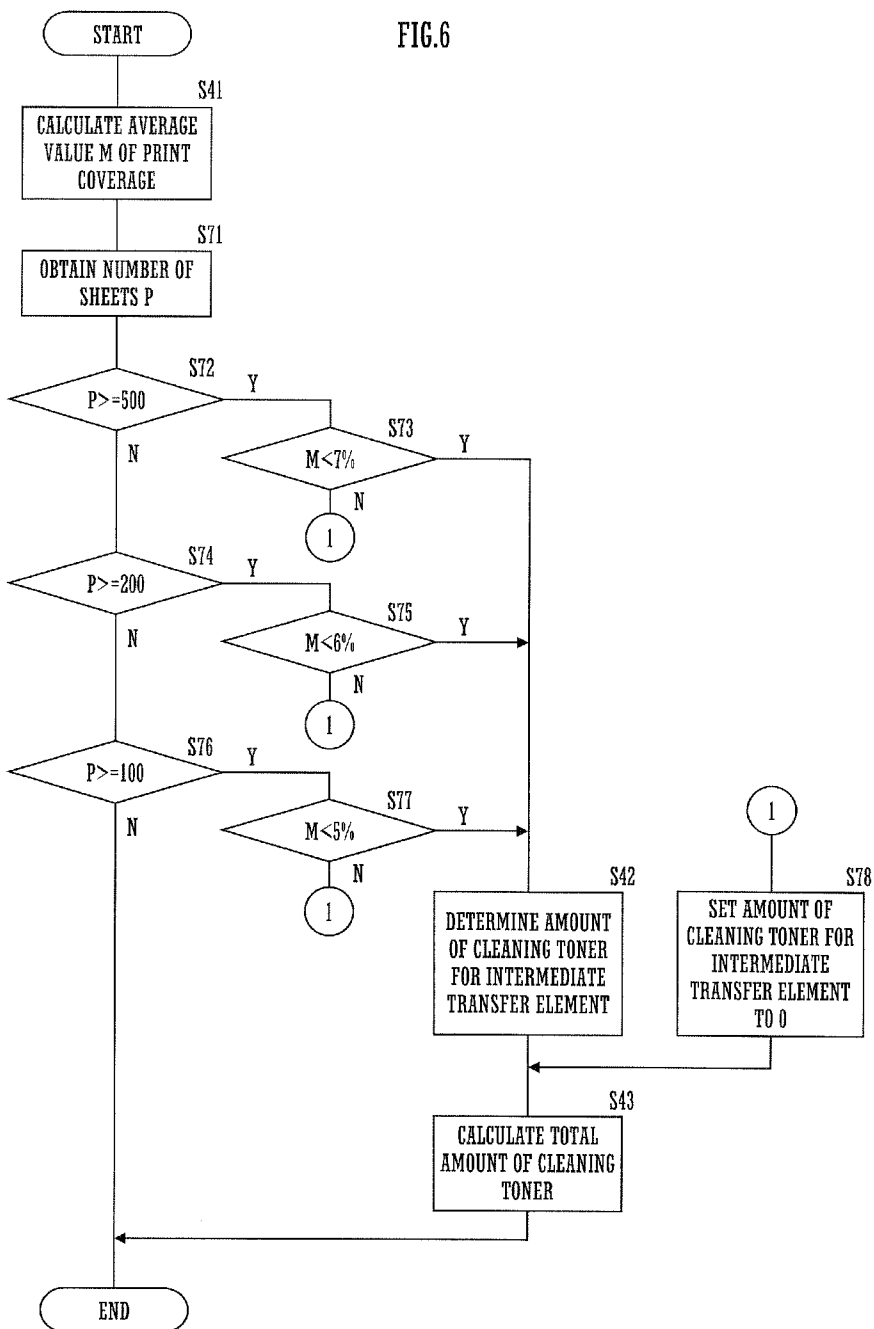 START
FIG.6
S41
CALCULATE AVERAGE
VALUE M OF PRINT
COVERAGE
S71
OBTAIN NUMBER OF
SHEETS P
S72
P>=500
Y
N
S73
M<7%
Y
N
1
S74
P>=200
Y
N
S75
M<6%
Y
N
1
S76
P>=100
Y
N
S77
M<5%
Y
N
1
1
S42
DETERMINE AMOUNT
OF CLEANING TONER
FOR INTERMEDIATE
TRANSFER ELEMENT
S78
SET AMOUNT OF
CLEANING TONER FOR
INTERMEDIATE
TRANSFER ELEMENT
TO 0
S43
CALCULATE TOTAL
AMOUNT OF CLEANING
TONER
END